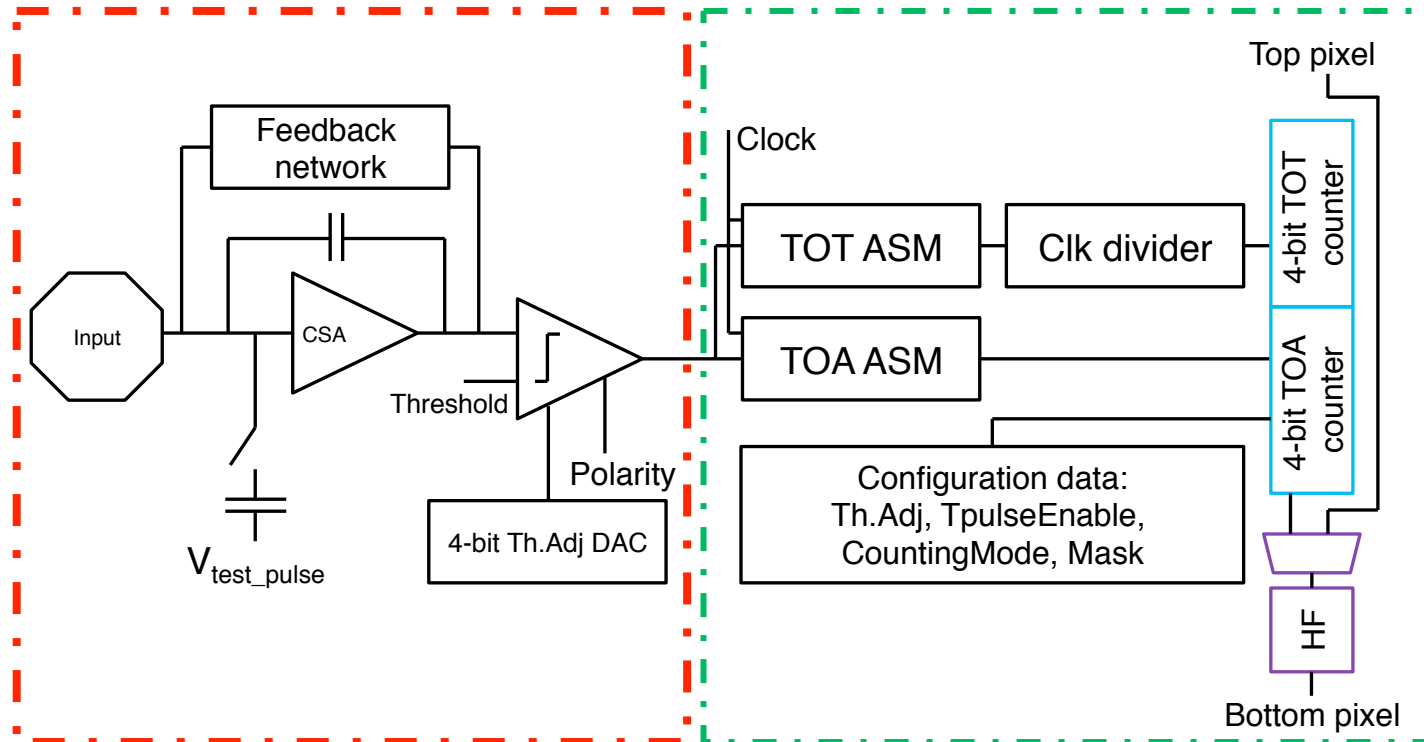 Feedback
network
Input
CSA
Threshold
Polarity
4-bit Th.Adj DAC
Vtest_pulse
Top pixel
Clock
TOT ASM
Clk divider
4-bit TOT
counter
TOA ASM
4-bit TOA
counter
Configuration data:
Th.Adj, TpulseEnable,
CountingMode, Mask
HF
Bottom pixel